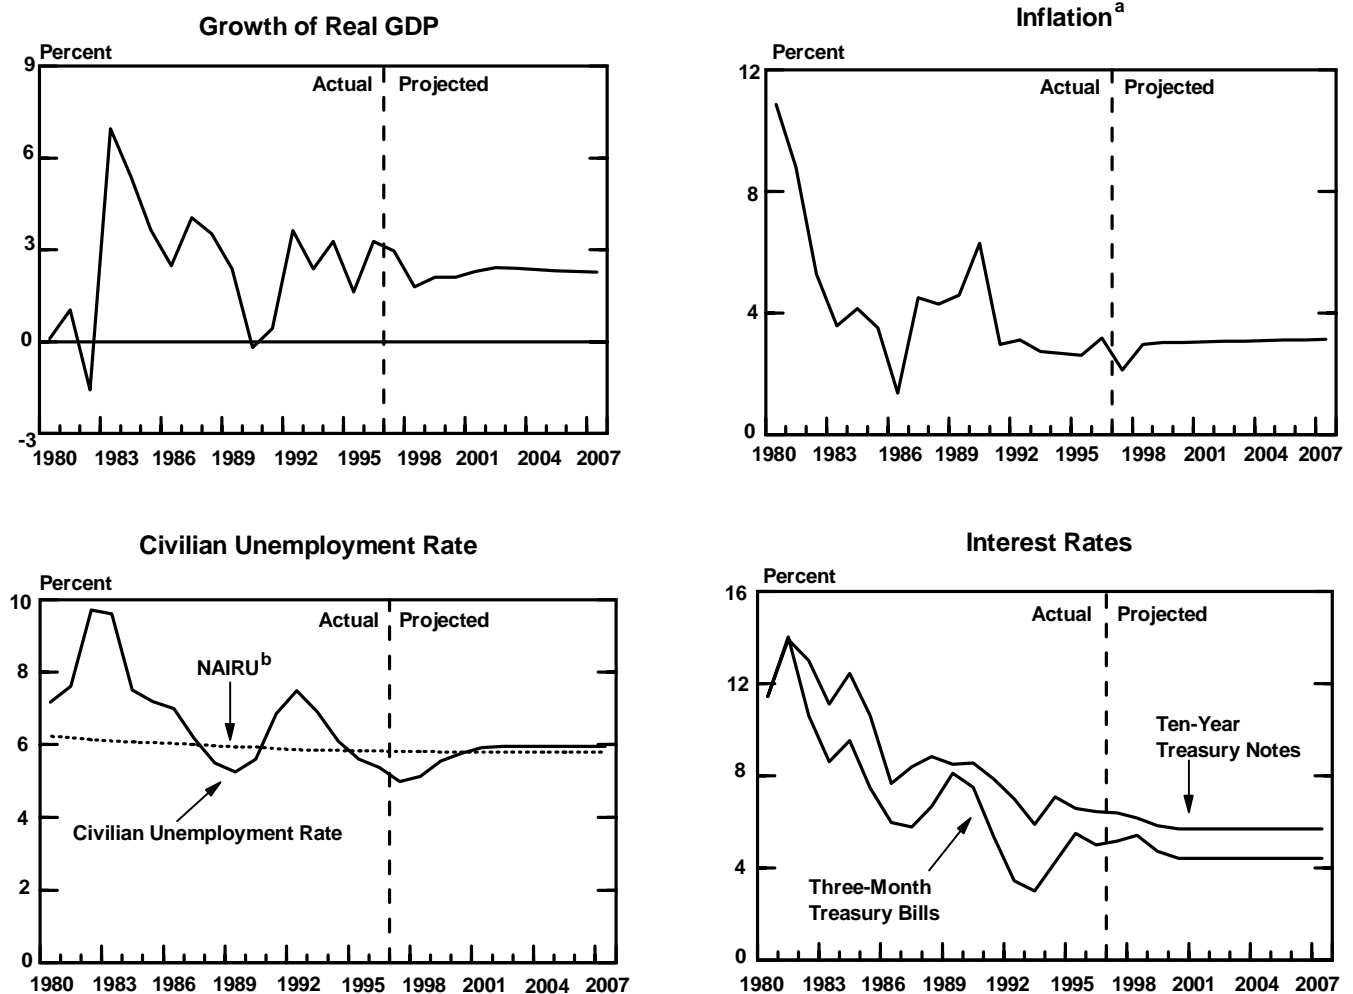 Growth of Real GDP
Percent
9
Actual Projected
6
3
0
-3
1980 1983 1986 1989 1992 1995 1998 2001 2004 2007
Inflation a
Percent
12
Actual Projected
8
4
0
1980 1983 1986 1989 1992 1995 1998 2001 2004 2007
Civilian Unemployment Rate
Percent
10
Actual Projected
8
NAIRU b
6
4
Civilian Unemployment Rate
2
0
1980 1983 1986 1989 1992 1995 1998 2001 2004 2007
Interest Rates
Percent
16
Actual Projected
12
Ten-Year
Treasury Notes
8
4
Three-Month
Treasury Bills
0
1980 1983 1986 1989 1992 1995 1998 2001 2004 2007